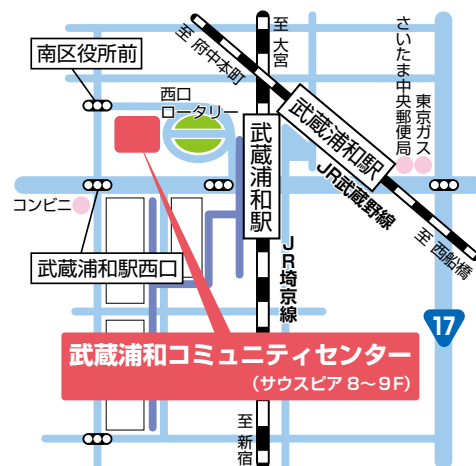 至 大宮
至 府中本町
さいたま中央郵便局
東京ガス
南区役所前
西口
ロータリー
武蔵浦和駅
武蔵浦和駅
JR武蔵野線
コンビニ
至 西船橋
武蔵浦和駅西口
JR埼京線
17
武蔵浦和コミュニティセンター
(サウスピア 8〜9F)
至 新宿